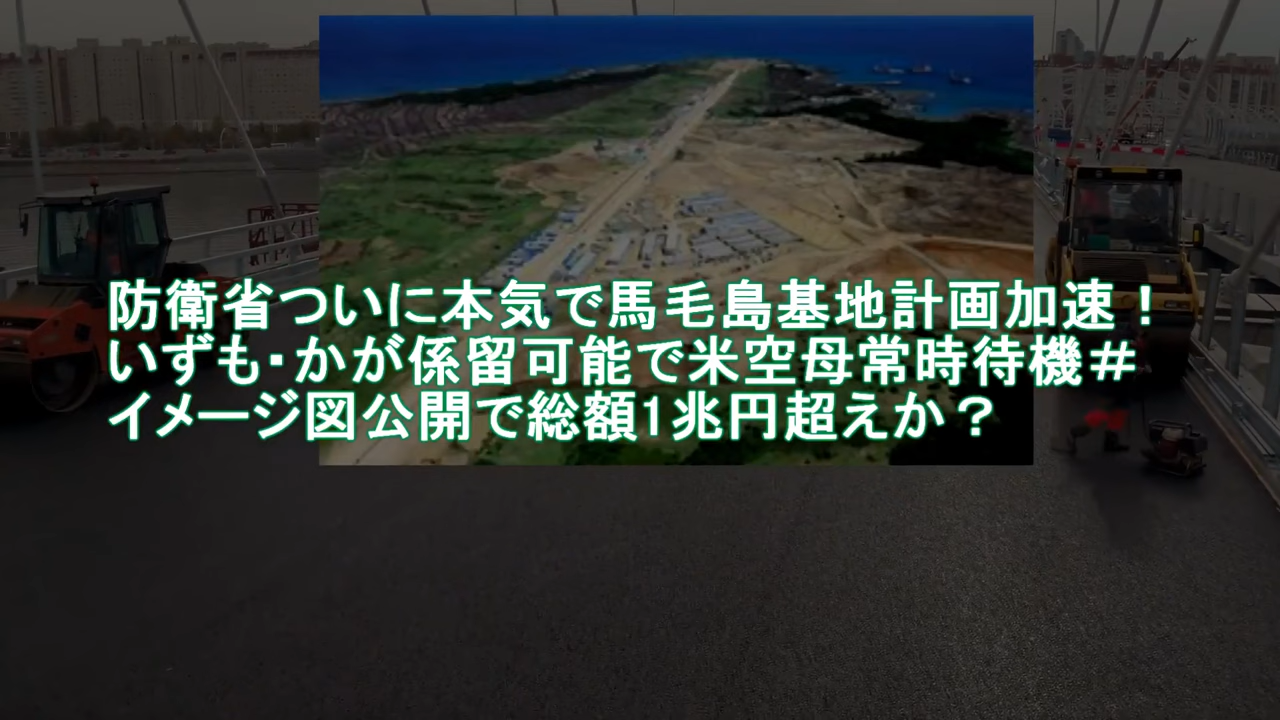 防衛省ついに本気で馬毛島基地計画加速！
いずも・かが係留可能で米空母常時待機＃
イメージ図公開で総額1兆円超えか？